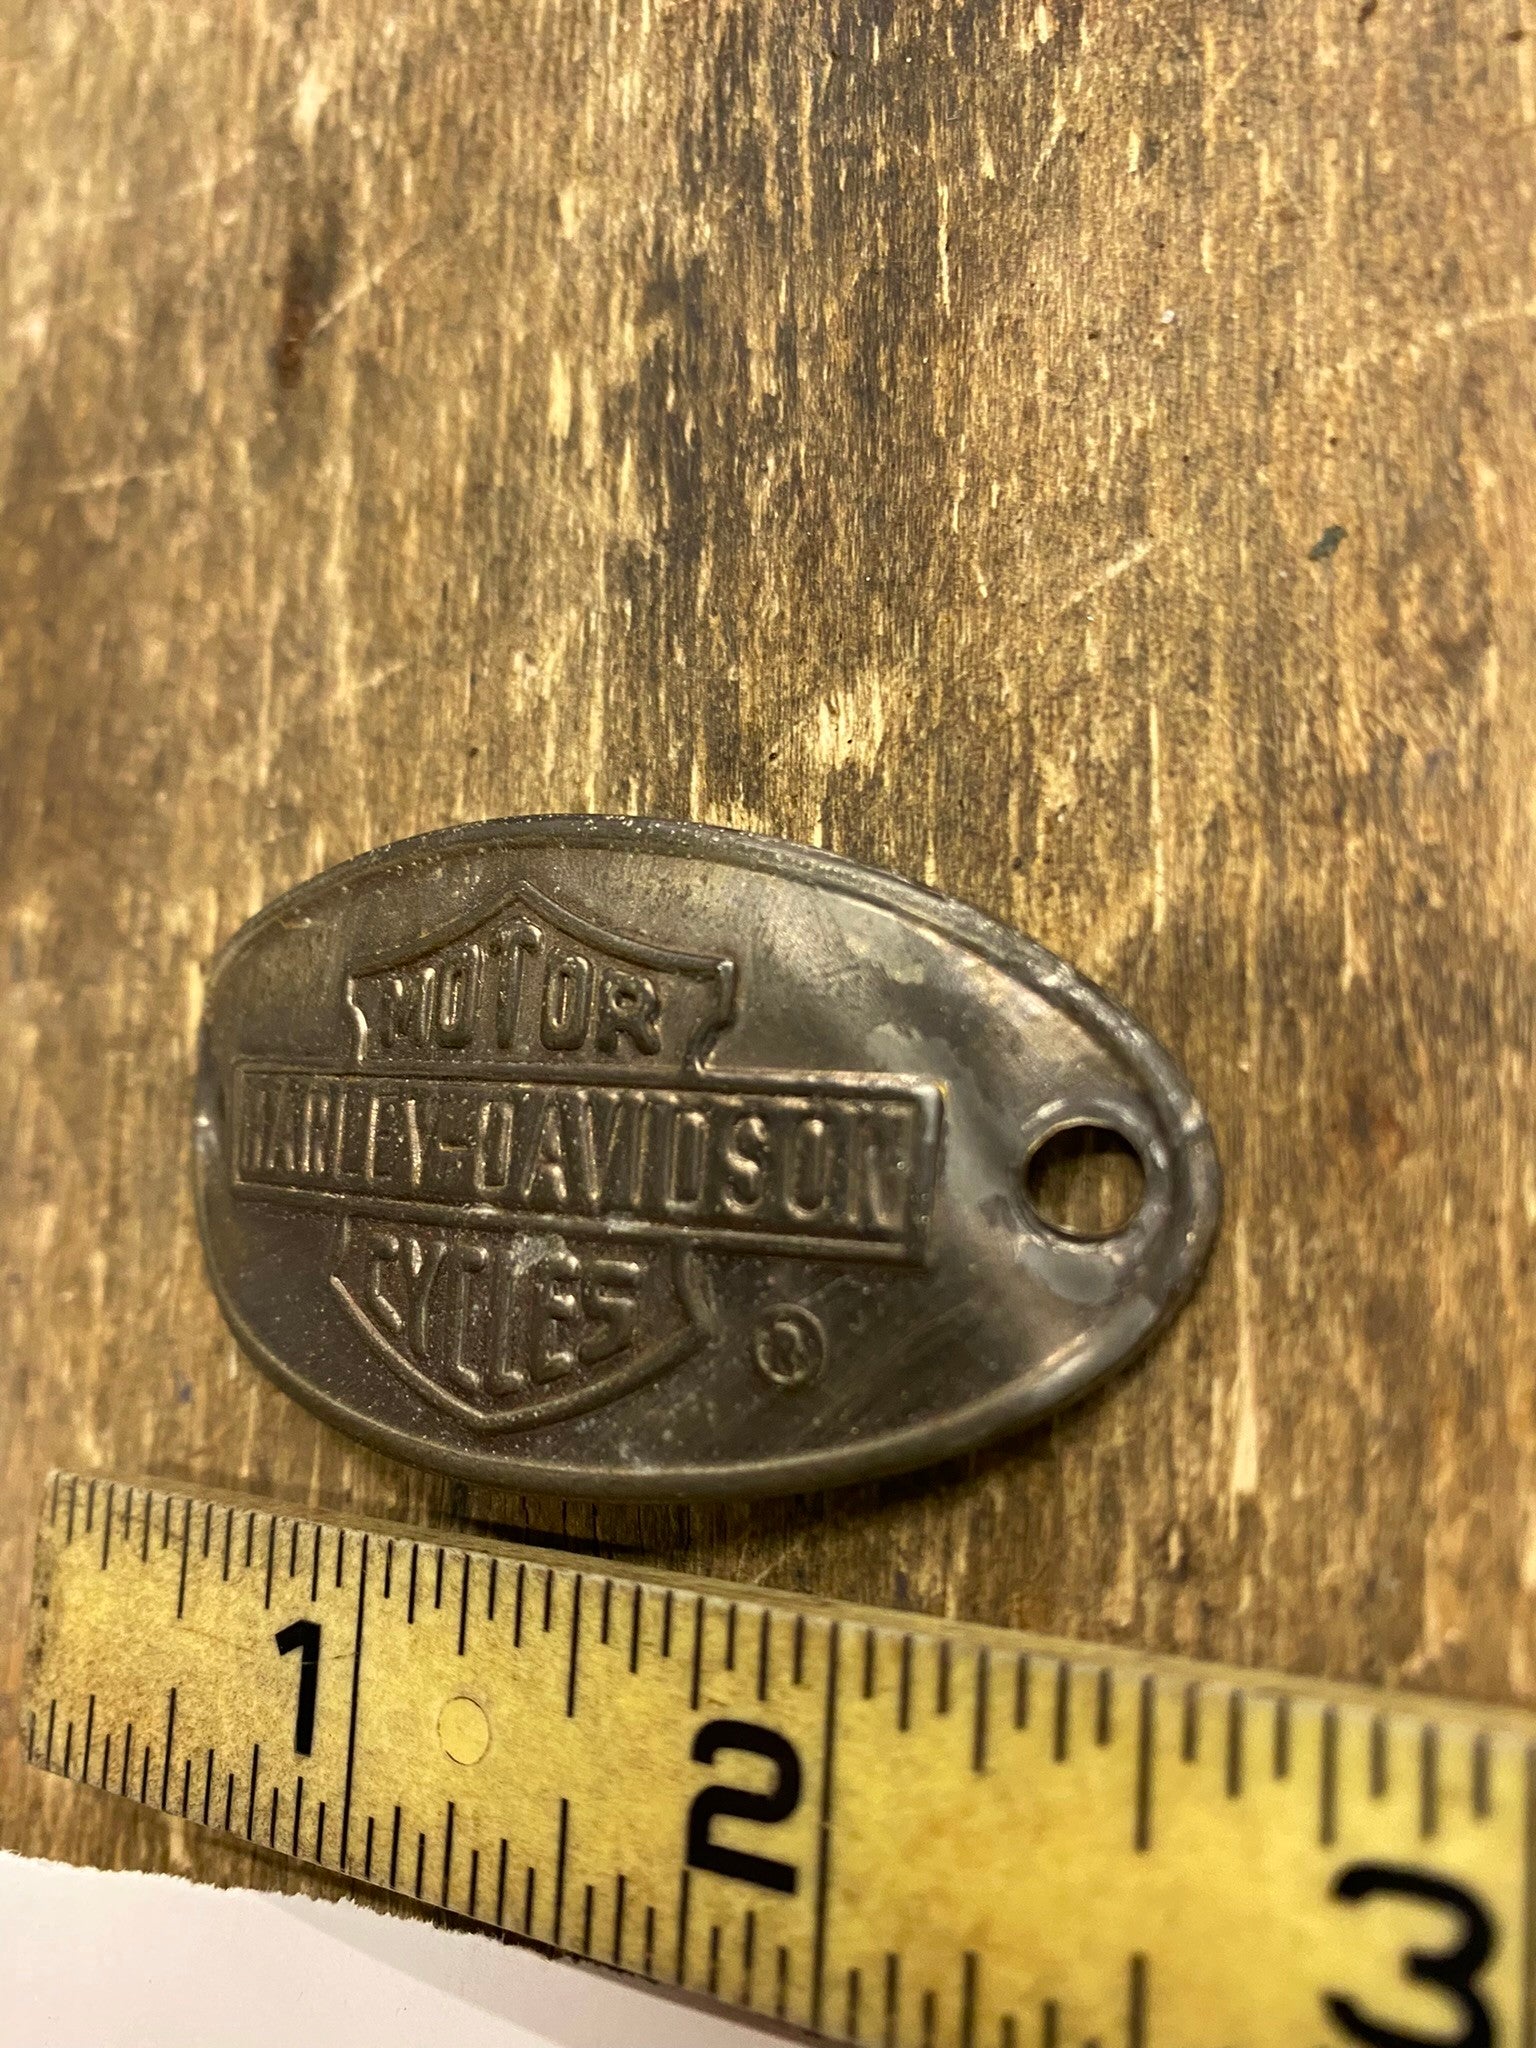 MOTOR
HARLEY-DAVIDSON
CYCLES
®
1 2 3